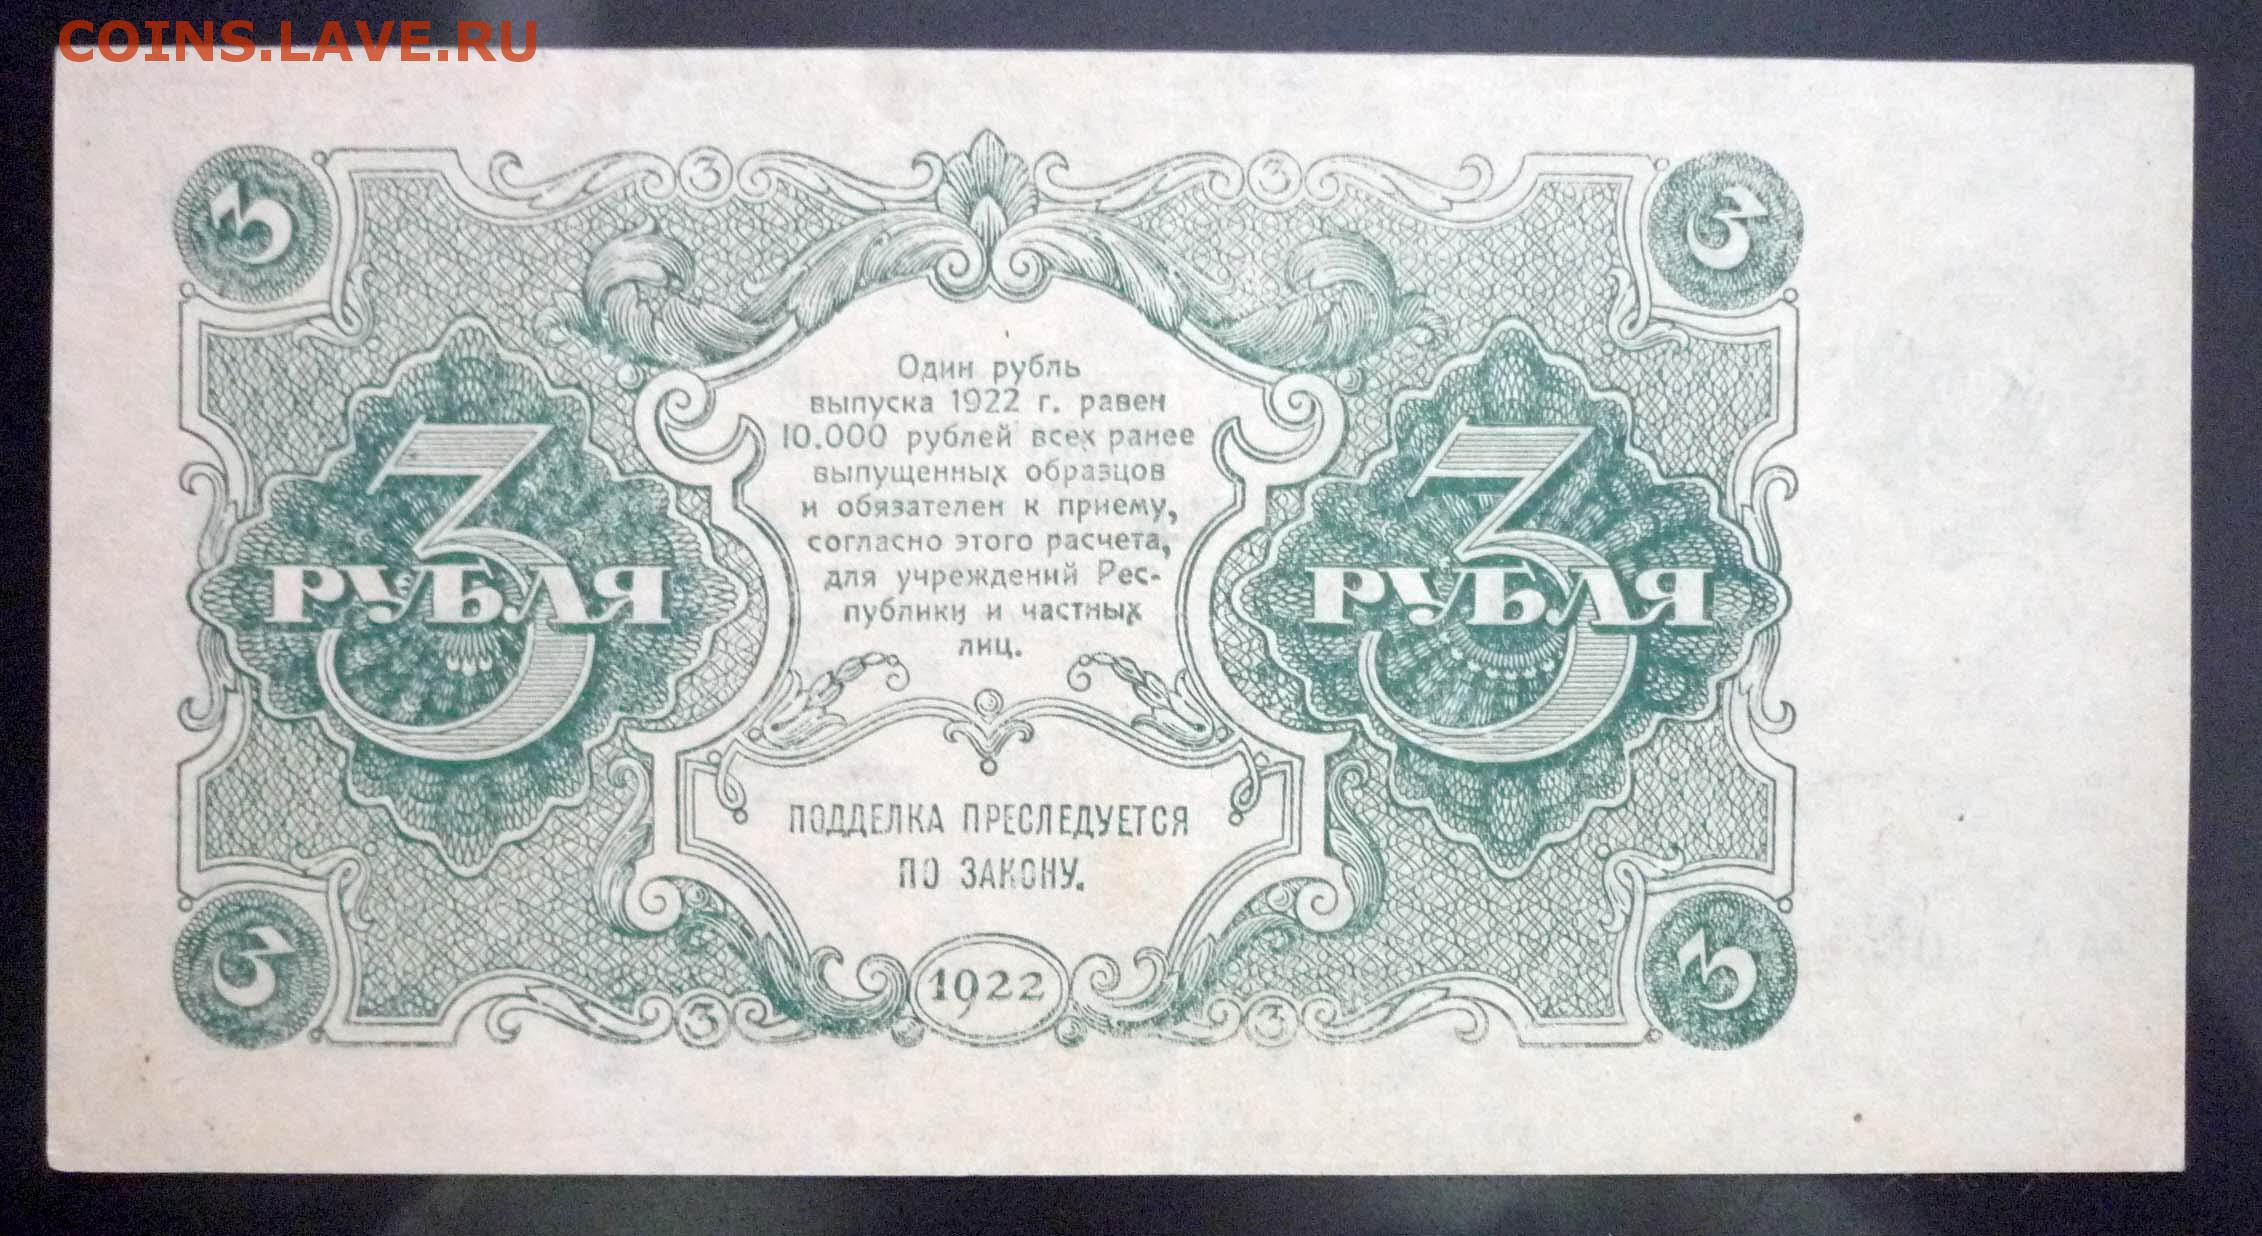 COINS.LAVE.RU
3 3 3 3
Один рубль
выпуска 1922 г. равен
10.000 рублей всех ранее
выпущенных образцов
и обязателен к приему,
согласно этого расчета,
для учреждений Рес-
публики и частных
лиц.
3 3
РУБЛЯ РУБЛЯ
ПОДДЕЛКА ПРЕСЛЕДУЕТСЯ
ПО ЗАКОНУ.
3 3
1922
3 3